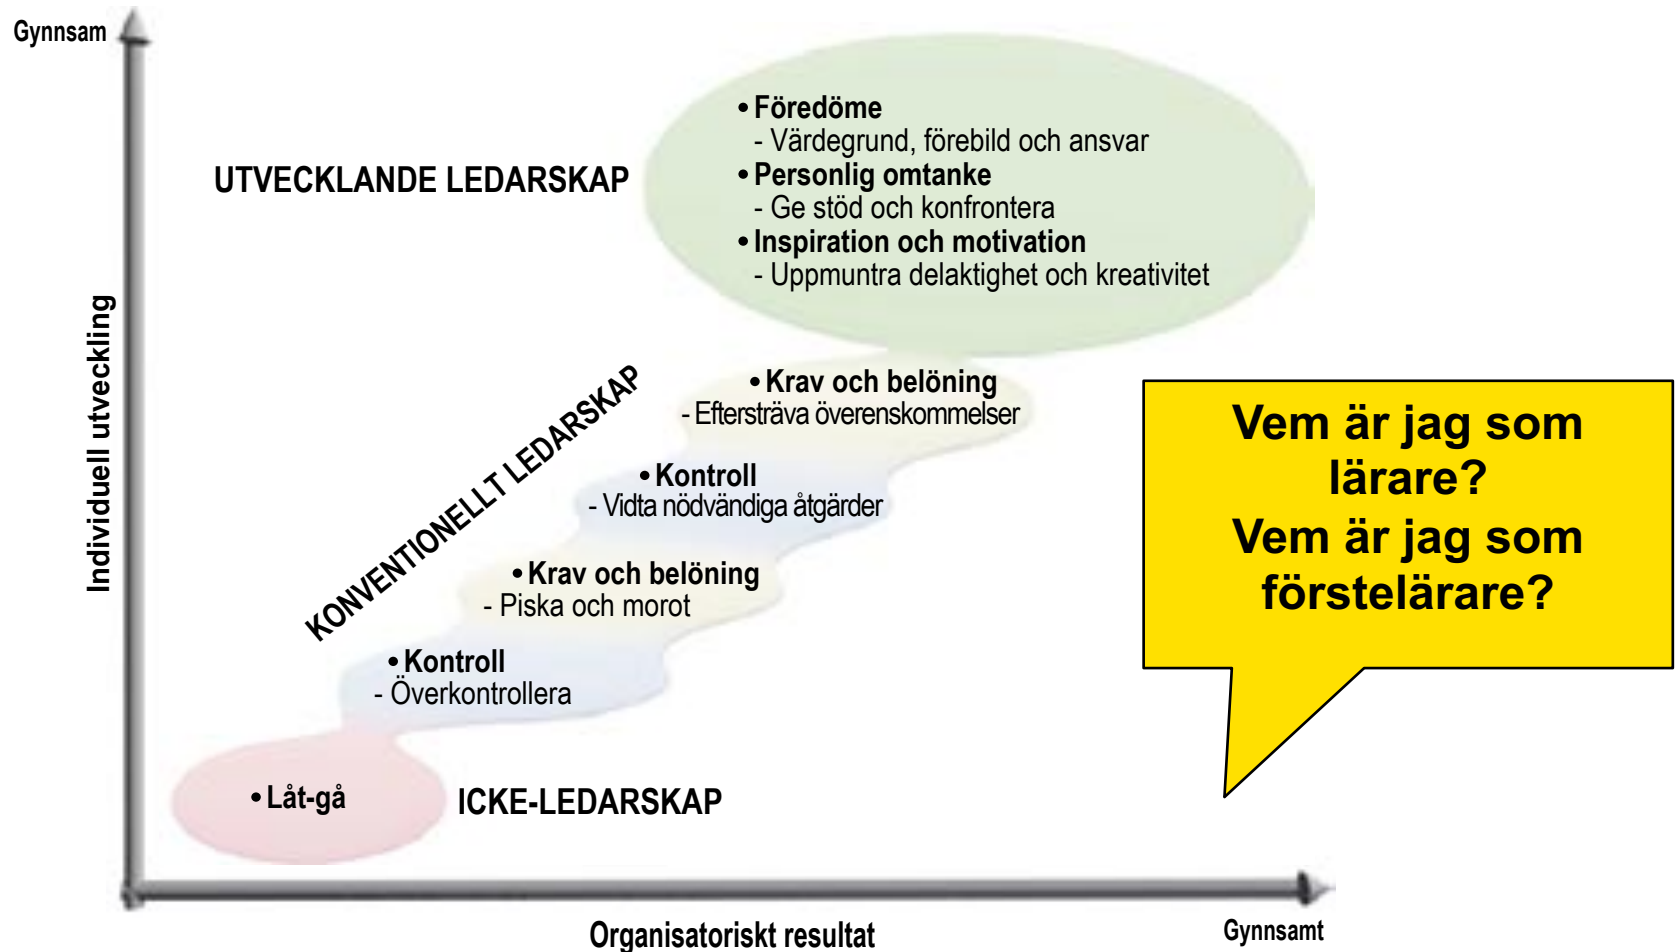 Gynnsam
• Föredöme
- Värdegrund, förebild och ansvar
• Personlig omtanke
- Ge stöd och konfrontera
• Inspiration och motivation
- Uppmuntra delaktighet och kreativitet
UTVECKLANDE LEDARSKAP
Individuell utveckling
KONVENTIONELLT LEDARSKAP
• Krav och belöning
- Eftersträva överenskommelser
• Kontroll
- Vidta nödvändiga åtgärder
• Krav och belöning
- Piska och morot
• Kontroll
- Överkontrollera
• Låt-gå
ICKE-LEDARSKAP
Vem är jag som
lärare?
Vem är jag som
förstelärare?
Organisatoriskt resultat
Gynnsamt